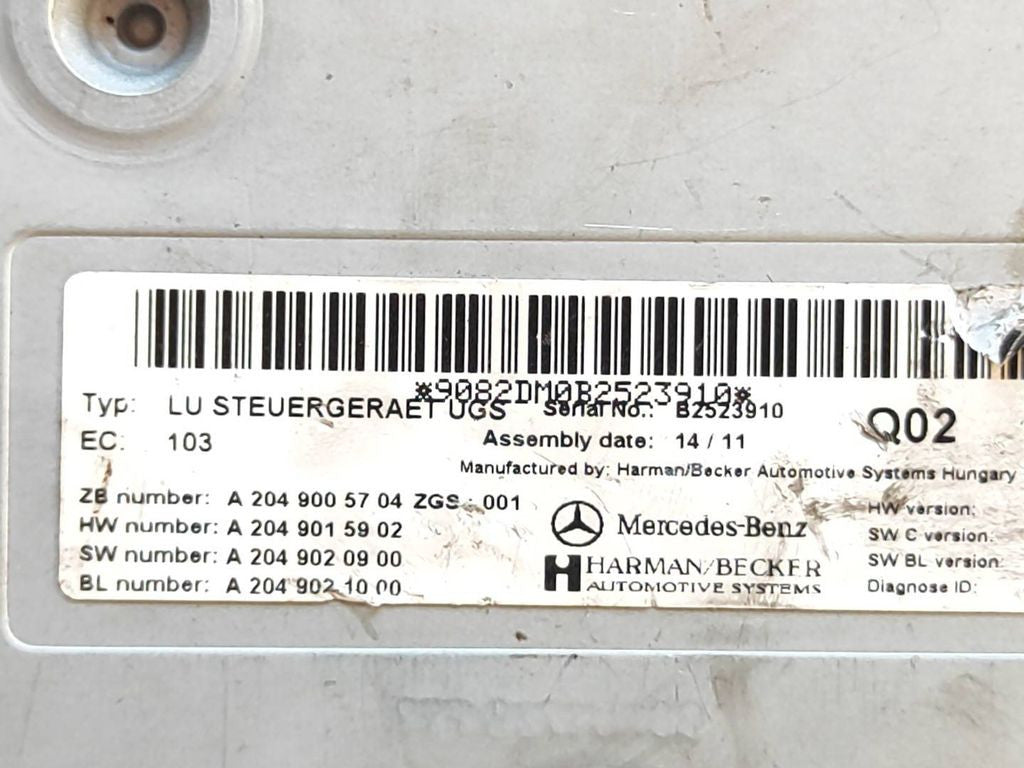 *9082DM0B2523910*
Typ: LU STEUERGERAET UGS Serial No.: B2523910
EC: 103 Assembly date: 14 / 11 Q02
Manufactured by: Harman/Becker Automotive Systems Hungary
ZB number: A 204 900 57 04 ZGS : 001
HW number: A 204 901 59 02
SW number: A 204 902 09 00
BL number: A 204 902 10 00
Mercedes-Benz
HARMAN/BECKER
AUTOMOTIVE SYSTEMS
HW version:
SW C version:
SW BL version:
Diagnose ID: